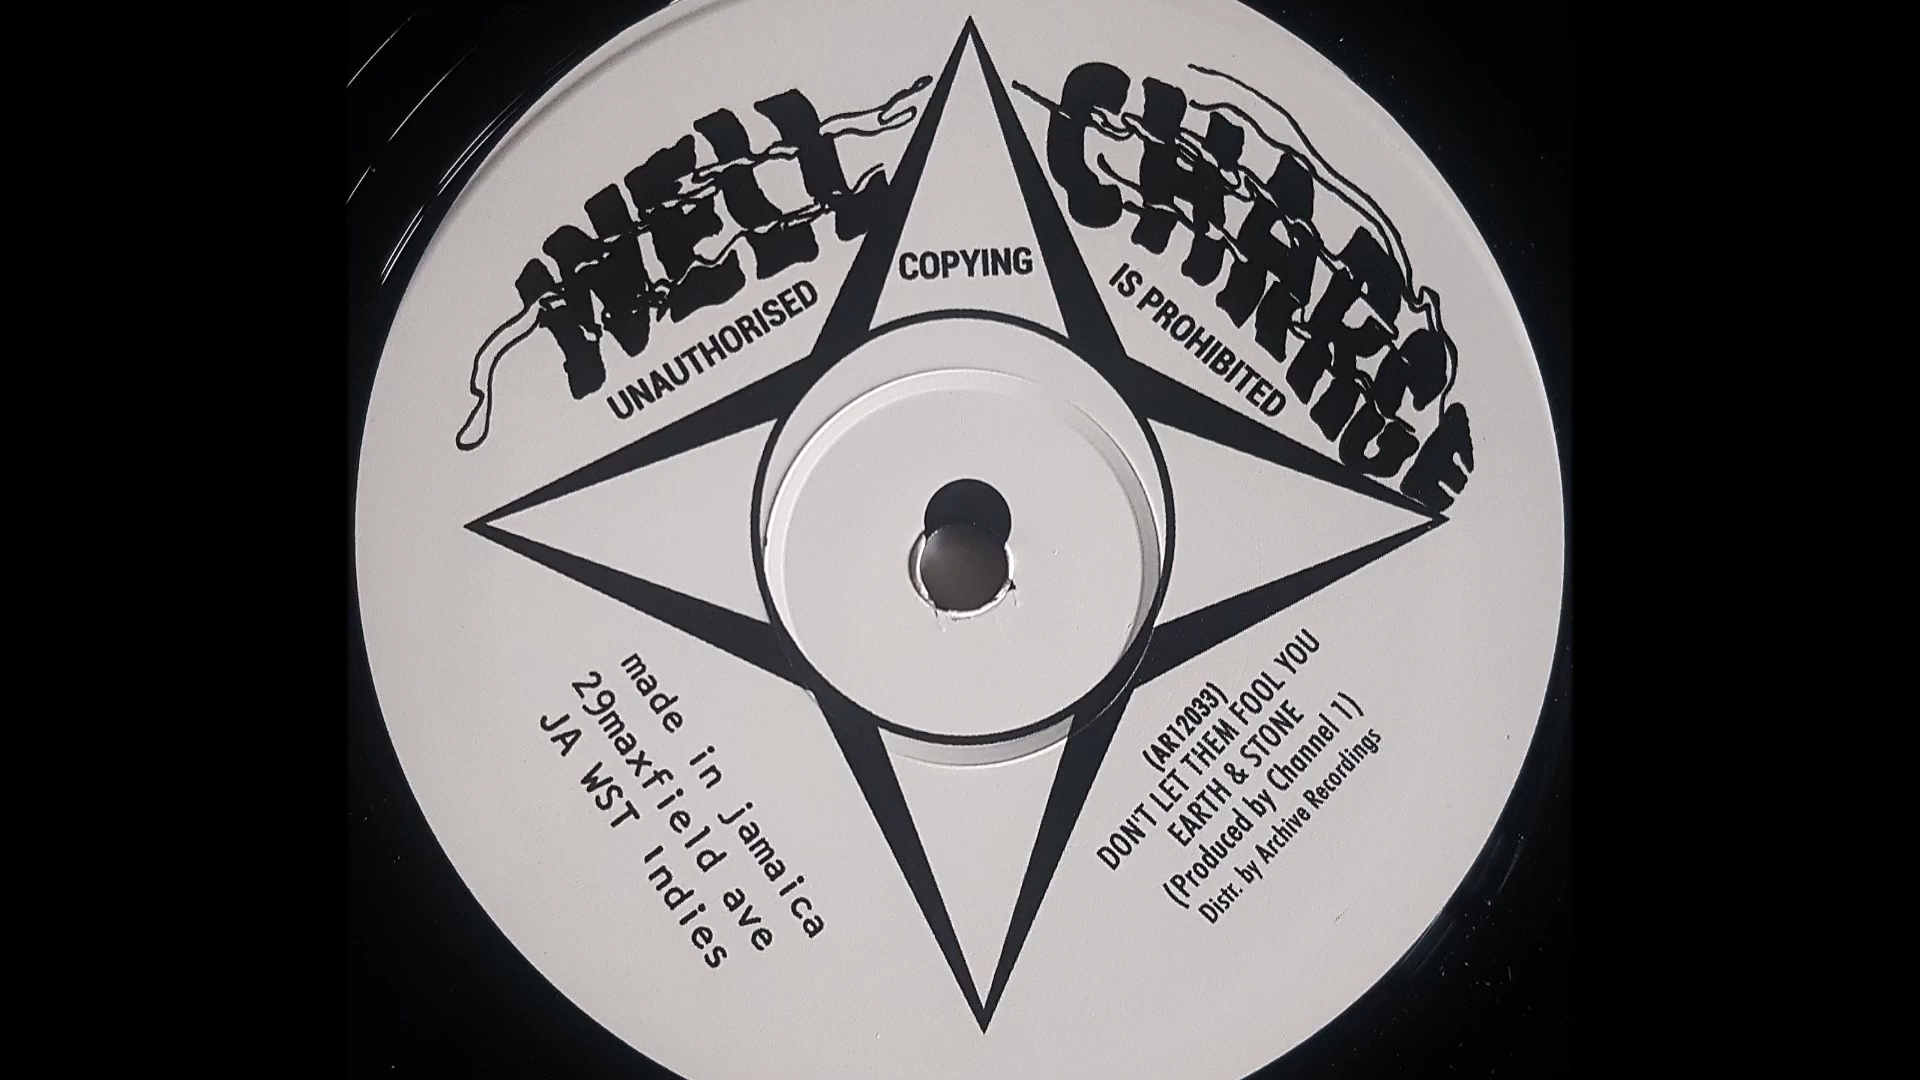 WELL CHARGE
UNAUTHORISED COPYING IS PROHIBITED
made in jamaica
29maxfield ave
JA WST Indies
(ART2033)
DON'T LET THEM FOOL YOU
EARTH & STONE
(Produced by Channel 1)
Distr. by Archive Recordings